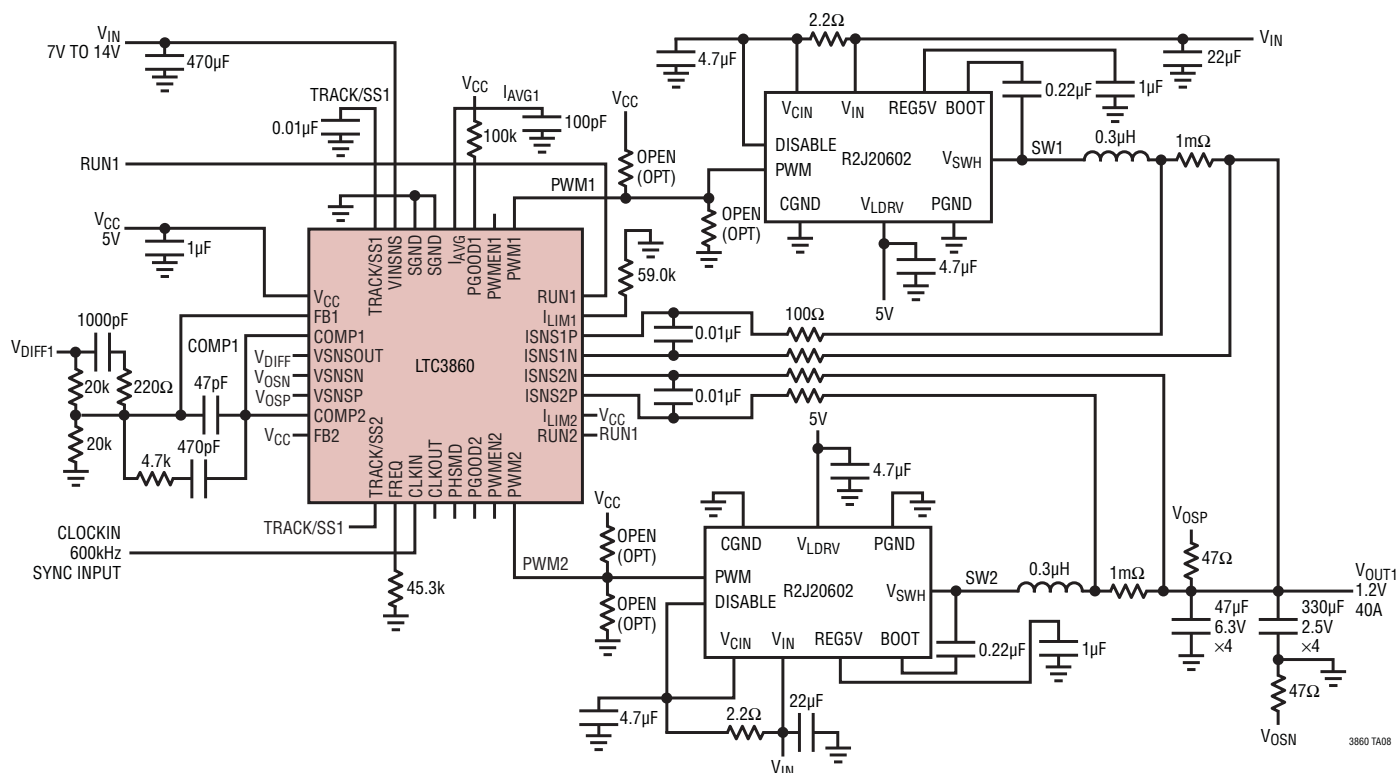 VIN
7V TO 14V
470µF
TRACK/SS1
0.01µF
VCC
IAVG1
100k
100pF
VCC
OPEN
(OPT)
PWM1
OPEN
(OPT)
RUN1
VCC
5V
1µF
4.7µF
2.2Ω
VIN
22µF
VCIN
VIN
REG5V
BOOT
DISABLE
R2J20602
PWM
VSWH
CGND
VLDRV
PGND
0.22µF
1µF
SW1
0.3µH
1mΩ
4.7µF
5V
TRACK/SS1
VINSNS
SGND
SGND
IAVG
PGOOD1
PWMEN1
PWM1
59.0k
VCC
FB1
COMP1
VSNSOUT
VSNSN
VSNSP
COMP2
FB2
LTC3860
RUN1
ILIM1
ISNS1P
ISNS1N
ISNS2N
ISNS2P
ILIM2
RUN2
VCC
RUN1
0.01µF
100Ω
0.01µF
TRACK/SS2
FREQ
CLKIN
CLKOUT
PHSMD
PGOOD2
PWMEN2
PWM2
1000pF
VDIFF1
COMP1
VDIFF
VOSN
VOSP
VCC
20k
220Ω
47pF
20k
470pF
4.7k
TRACK/SS1
CLOCKIN
600kHz
SYNC INPUT
45.3k
VCC
OPEN
(OPT)
PWM2
OPEN
(OPT)
5V
4.7µF
CGND
VLDRV
PGND
PWM
R2J20602
DISABLE
VSWH
VCIN
VIN
REG5V
BOOT
SW2
0.3µH
1mΩ
0.22µF
1µF
4.7µF
2.2Ω
22µF
VIN
VOSP
47Ω
VOUT1
1.2V
40A
47µF
6.3V
×4
330µF
2.5V
×4
47Ω
VOSN
3860 TA08